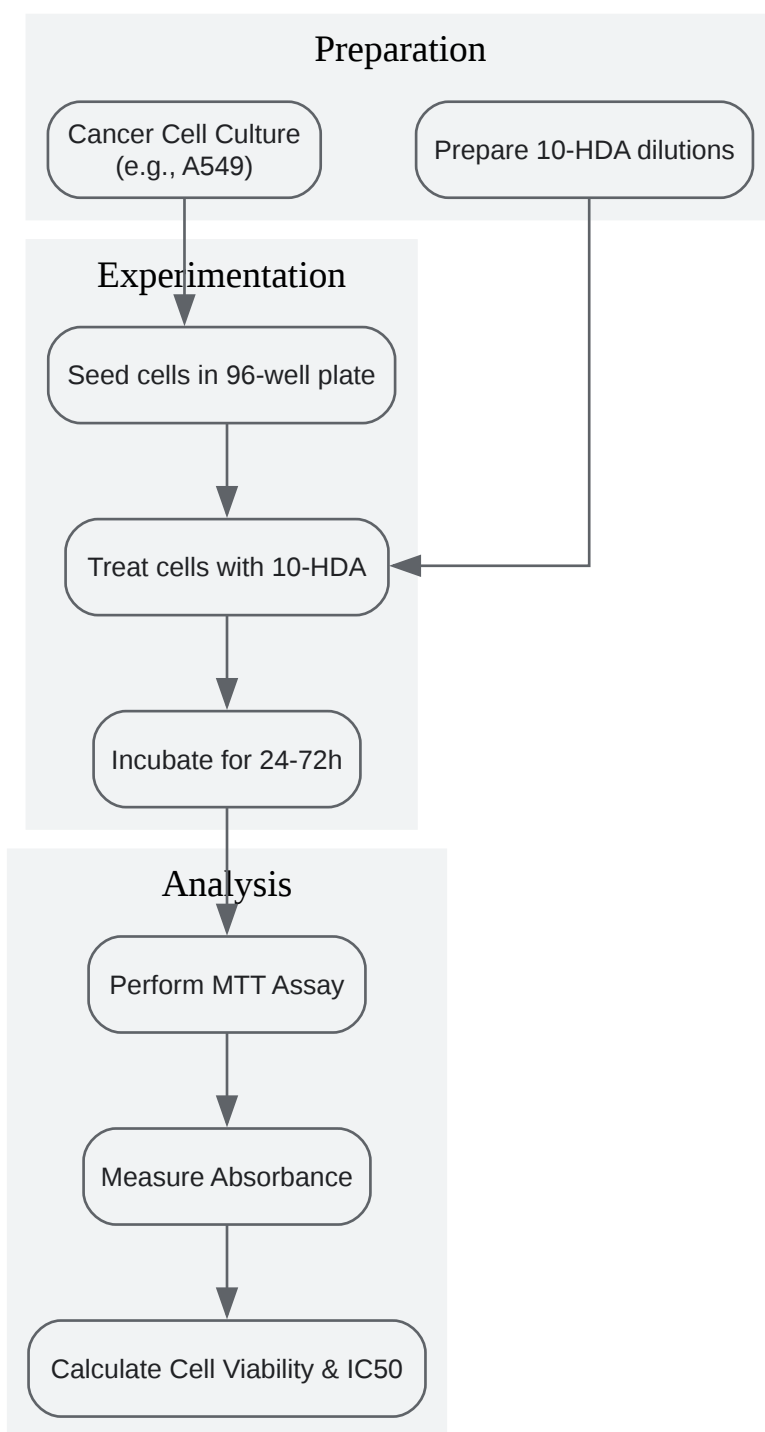 Preparation
Cancer Cell Culture
(e.g., A549)
Prepare 10-HDA dilutions
Experimentation
Seed cells in 96-well plate
Treat cells with 10-HDA
Incubate for 24-72h
Analysis
Perform MTT Assay
Measure Absorbance
Calculate Cell Viability & IC50